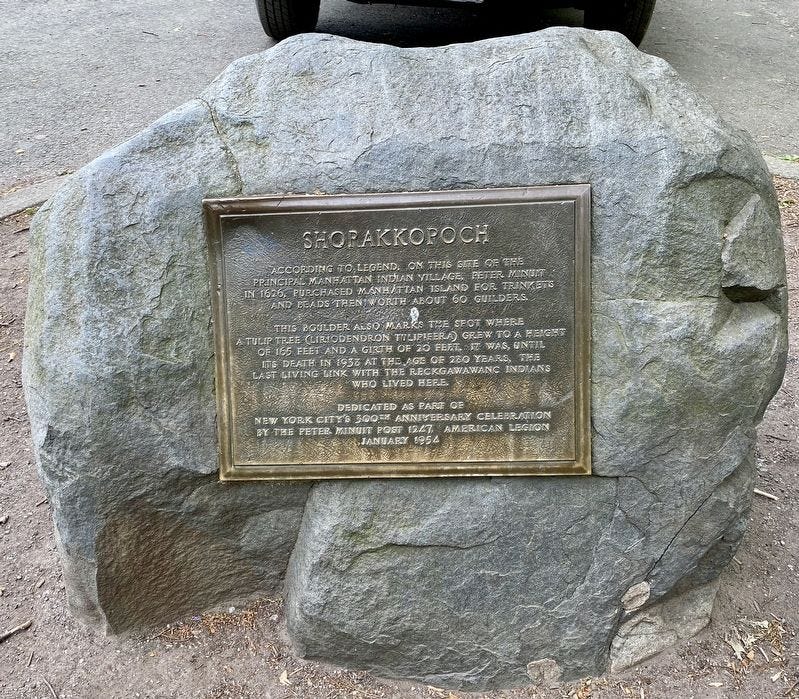 SHORAKKOPOCH
ACCORDING TO LEGEND, ON THIS SITE OF THE
PRINCIPAL MANHATTAN INDIAN VILLAGE, PETER MINUIT
IN 1626, PURCHASED MANHATTAN ISLAND FOR TRINKETS
AND BEADS THEN WORTH ABOUT 60 GUILDERS.
THIS BOULDER ALSO MARKS THE SPOT WHERE
A TULIP TREE (LIRIODENDRON TULIPIFERA) GREW TO A HEIGHT
OF 165 FEET AND A GIRTH OF 20 FEET. IT WAS, UNTIL
ITS DEATH IN 1933 AT THE AGE OF 280 YEARS, THE
LAST LIVING LINK WITH THE RECKGAWAWANC INDIANS
WHO LIVED HERE.
DEDICATED AS PART OF
NEW YORK CITY'S 300TH ANNIVERSARY CELEBRATION
BY THE PETER MINUIT POST 1247, AMERICAN LEGION
JANUARY 1954